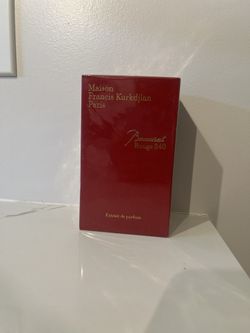 Maison
Francis Kurkdjian
Paris
Baccarat
Rouge 540
Extrait de parfum